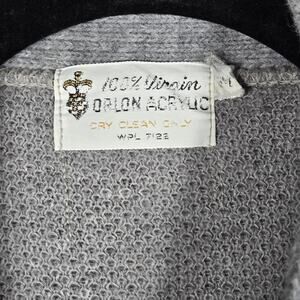 100% Virgin
ORLON ACRYLIC
DRY CLEAN ONLY
WPL 7122
M